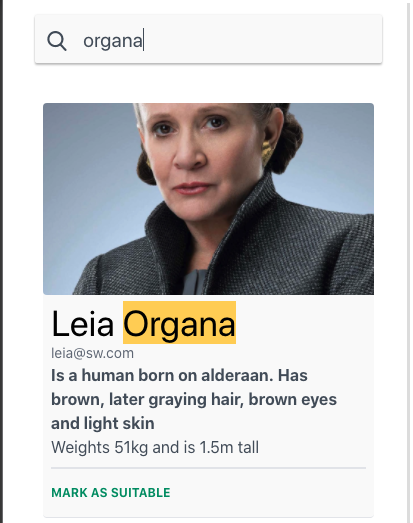 organa
Leia Organa
leia@sw.com
Is a human born on alderaan. Has
brown, later graying hair, brown eyes
and light skin
Weights 51kg and is 1.5m tall
MARK AS SUITABLE